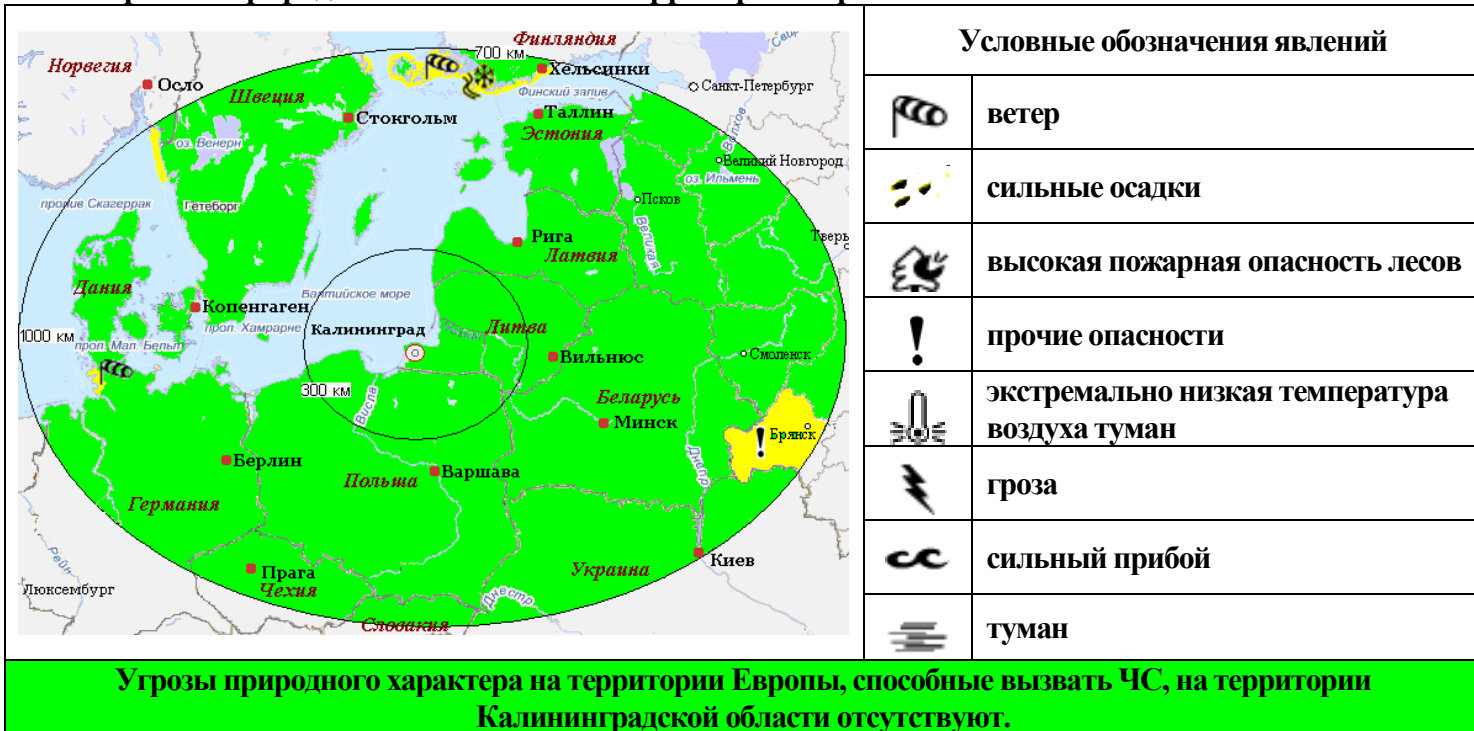 Финляндия
700 км
Норвегия
Хельсинки
Осло
Санкт-Петербург
Швеция
Финский залив
Стокгольм
Таллин
Эстония
Волхов
оз. Венерн
Великий Новгород
оз. Ильмень
Псков
пролив Скагеррак
Гетеборг
Великая
Рига
Тверь
Латвия
Дания
Балтийское море
Копенгаген
прол. Хамрарне
Калининград
Литва
1000 км
прол. Мал. Бельт
Вильнюс
Смоленск
300 км
Висла
Беларусь
Минск
Брянск
Днепр
Берлин
Польша
Варшава
Германия
Киев
Рейн
Прага
Украина
Чехия
Люксембург
Днестр
Словакия
Условные обозначения явлений
ветер
сильные осадки
высокая пожарная опасность лесов
прочие опасности
экстремально низкая температура
воздуха туман
гроза
сильный прибой
туман
Угрозы природного характера на территории Европы, способные вызвать ЧС, на территории
Калининградской области отсутствуют.